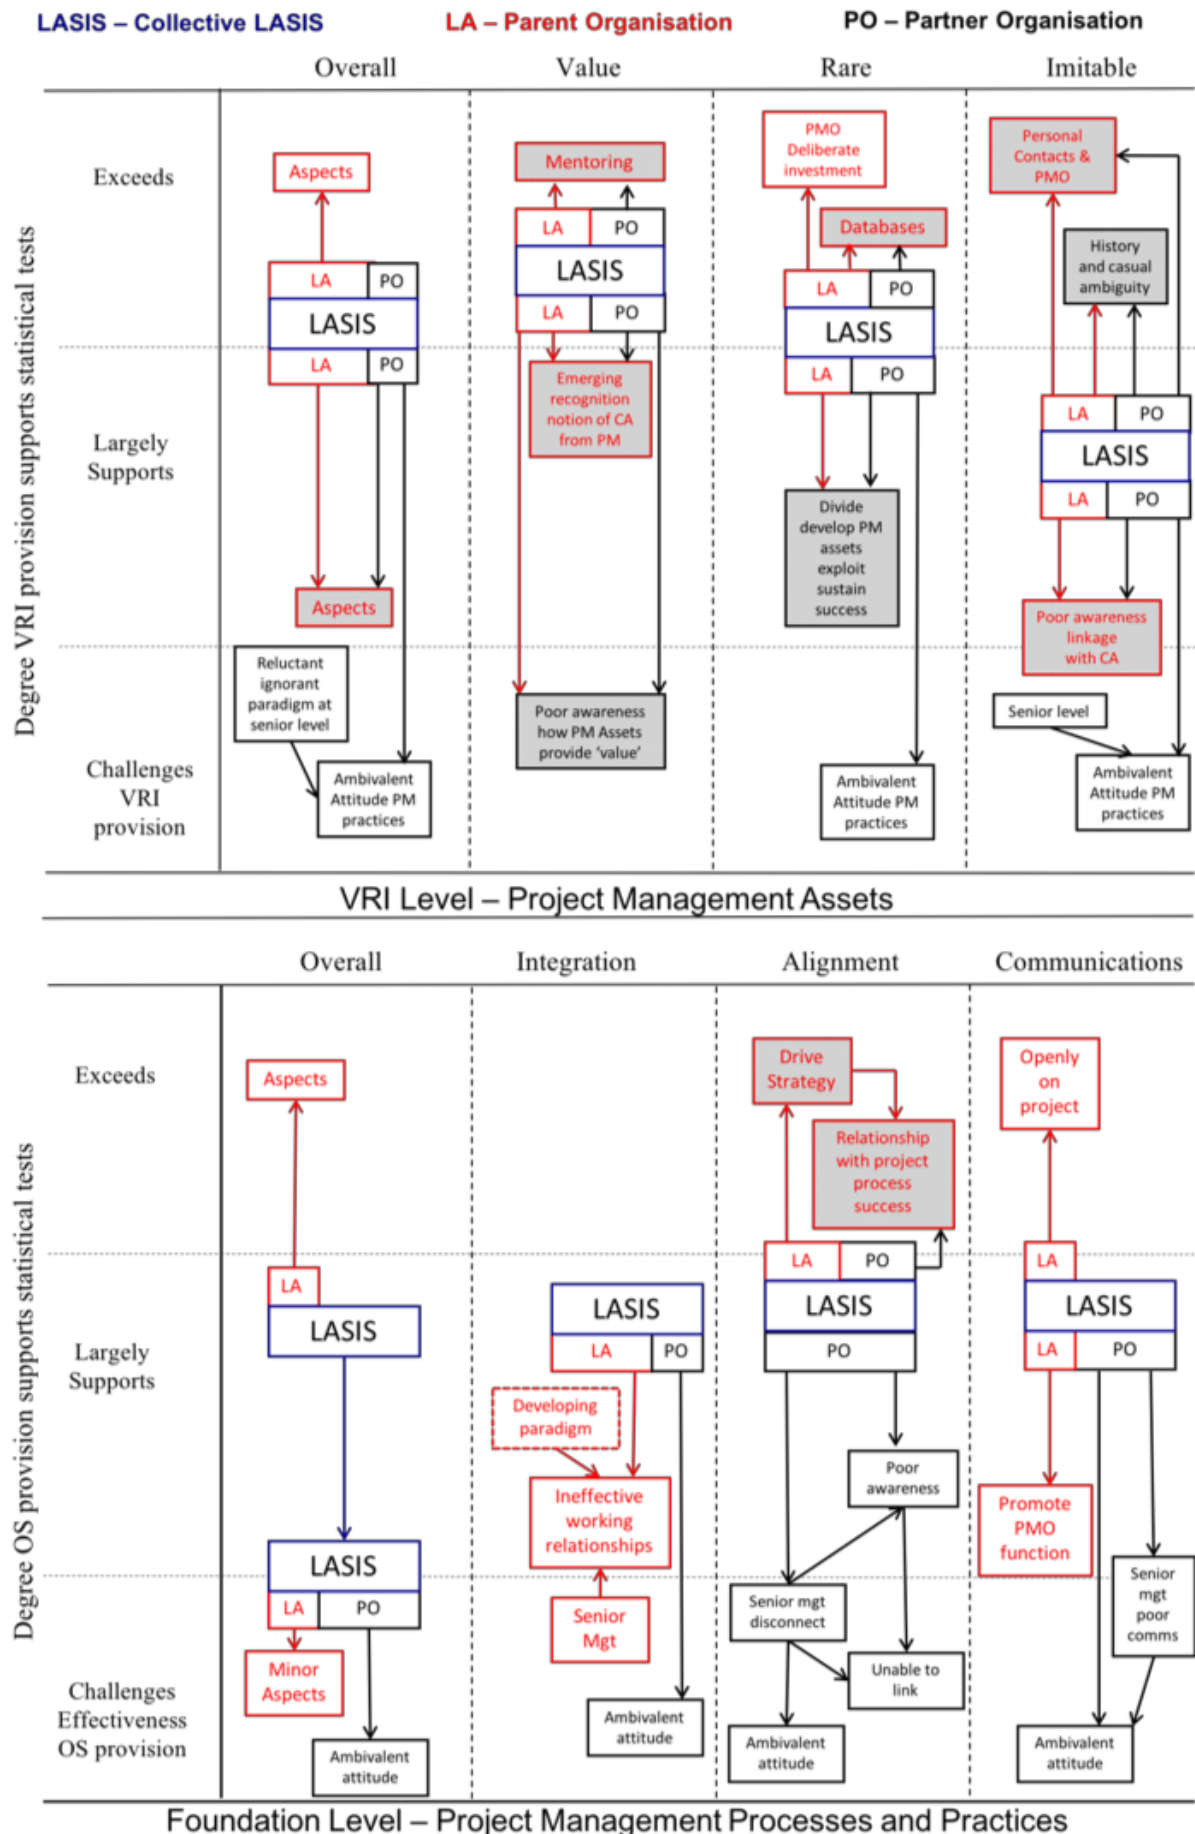 LASIS – Collective LASIS
LA – Parent Organisation
PO – Partner Organisation
Overall
Value
Rare
Imitable
Degree VRI provision supports statistical tests
Exceeds
Aspects
LA
PO
LASIS
LA
PO
Mentoring
LA
PO
LASIS
LA
PO
PMO
Deliberate
investment
Databases
LA
PO
LASIS
LA
PO
Personal
Contacts &
PMO
History
and casual
ambiguity
LA
PO
LASIS
LA
PO
Largely
Supports
Aspects
Emerging
recognition
notion of CA
from PM
Divide
develop PM
assets
exploit
sustain
success
Poor awareness
linkage
with CA
Challenges
VRI
provision
Reluctant
ignorant
paradigm at
senior level
Ambivalent
Attitude PM
practices
Poor awareness
how PM Assets
provide ‘value’
Ambivalent
Attitude PM
practices
Senior level
Ambivalent
Attitude PM
practices
VRI Level – Project Management Assets
Overall
Integration
Alignment
Communications
Degree OS provision supports statistical tests
Exceeds
Aspects
Drive
Strategy
Relationship
with project
process
success
Openly
on
project
Largely
Supports
LA
LASIS
LASIS
LA
PO
LASIS
LA
PO
Developing
paradigm
Ineffective
working
relationships
LA
PO
LASIS
PO
Poor
awareness
LA
LASIS
LA
PO
Promote
PMO
function
Challenges
Effectiveness
OS provision
Minor
Aspects
Ambivalent
attitude
Senior
Mgt
Ambivalent
attitude
Senior mgt
disconnect
Unable to
link
Ambivalent
attitude
Senior
mgt
poor
comms
Ambivalent
attitude
Foundation Level – Project Management Processes and Practices